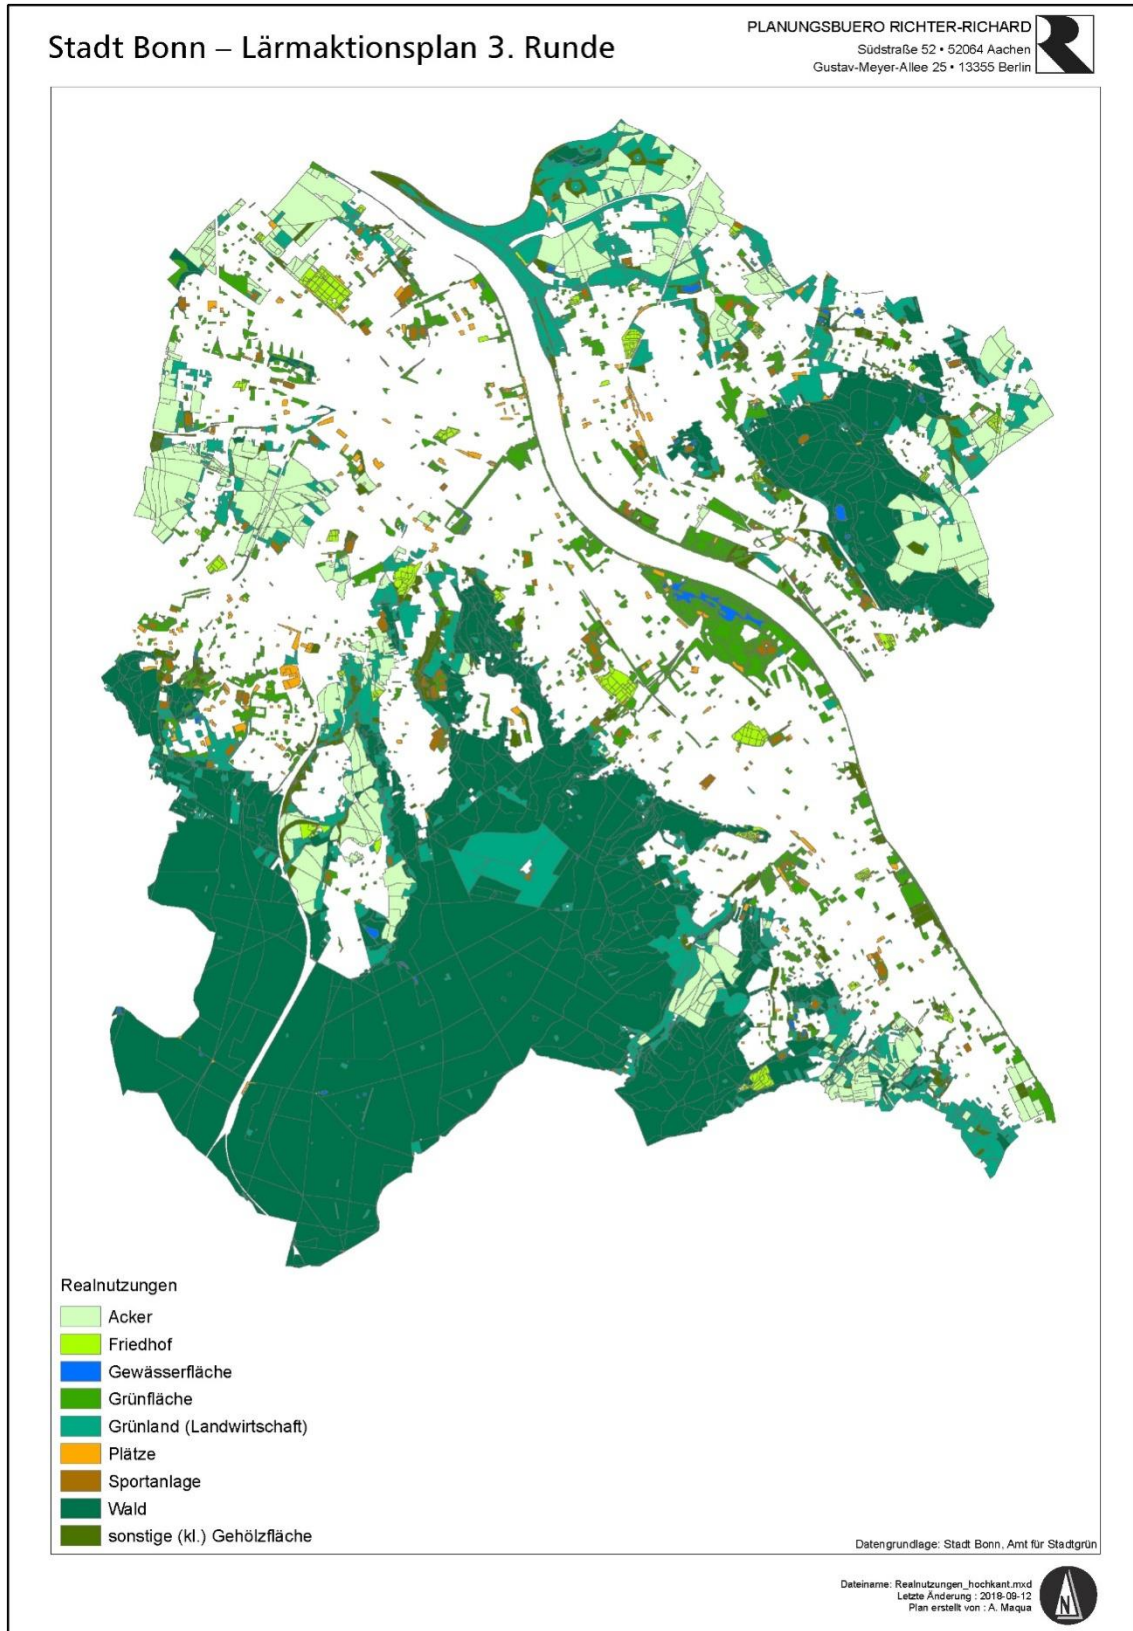 Stadt Bonn – Lärmaktionsplan 3. Runde
PLANUNGSBUERO RICHTER-RICHARD
Südstraße 52 • 52064 Aachen
Gustav-Meyer-Allee 25 • 13355 Berlin
Realnutzungen
Acker
Friedhof
Gewässerfläche
Grünfläche
Grünland (Landwirtschaft)
Plätze
Sportanlage
Wald
sonstige (kl.) Gehölzfläche
Datengrundlage: Stadt Bonn, Amt für Stadtgrün
Dateiname: Realnutzungen_hochkant.mxd
Letzte Änderung : 2018-09-12
Plan erstellt von : A. Maqua
N